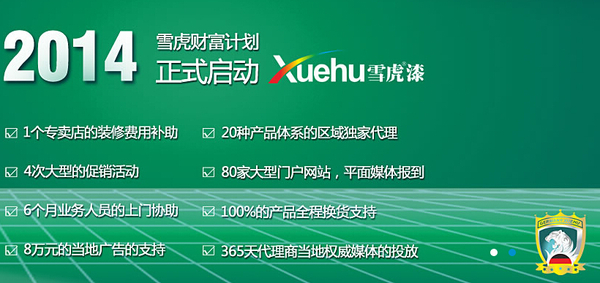 2014
雪虎财富计划
正式启动
Xuehu雪虎®漆
1个专卖店的装修费用补助
20种产品体系的区域独家代理
4次大型的促销活动
80家大型门户网站，平面媒体报到
6个月业务人员的上门协助
100%的产品全程换货支持
8万元的当地广告的支持
365天代理商当地权威媒体的投放